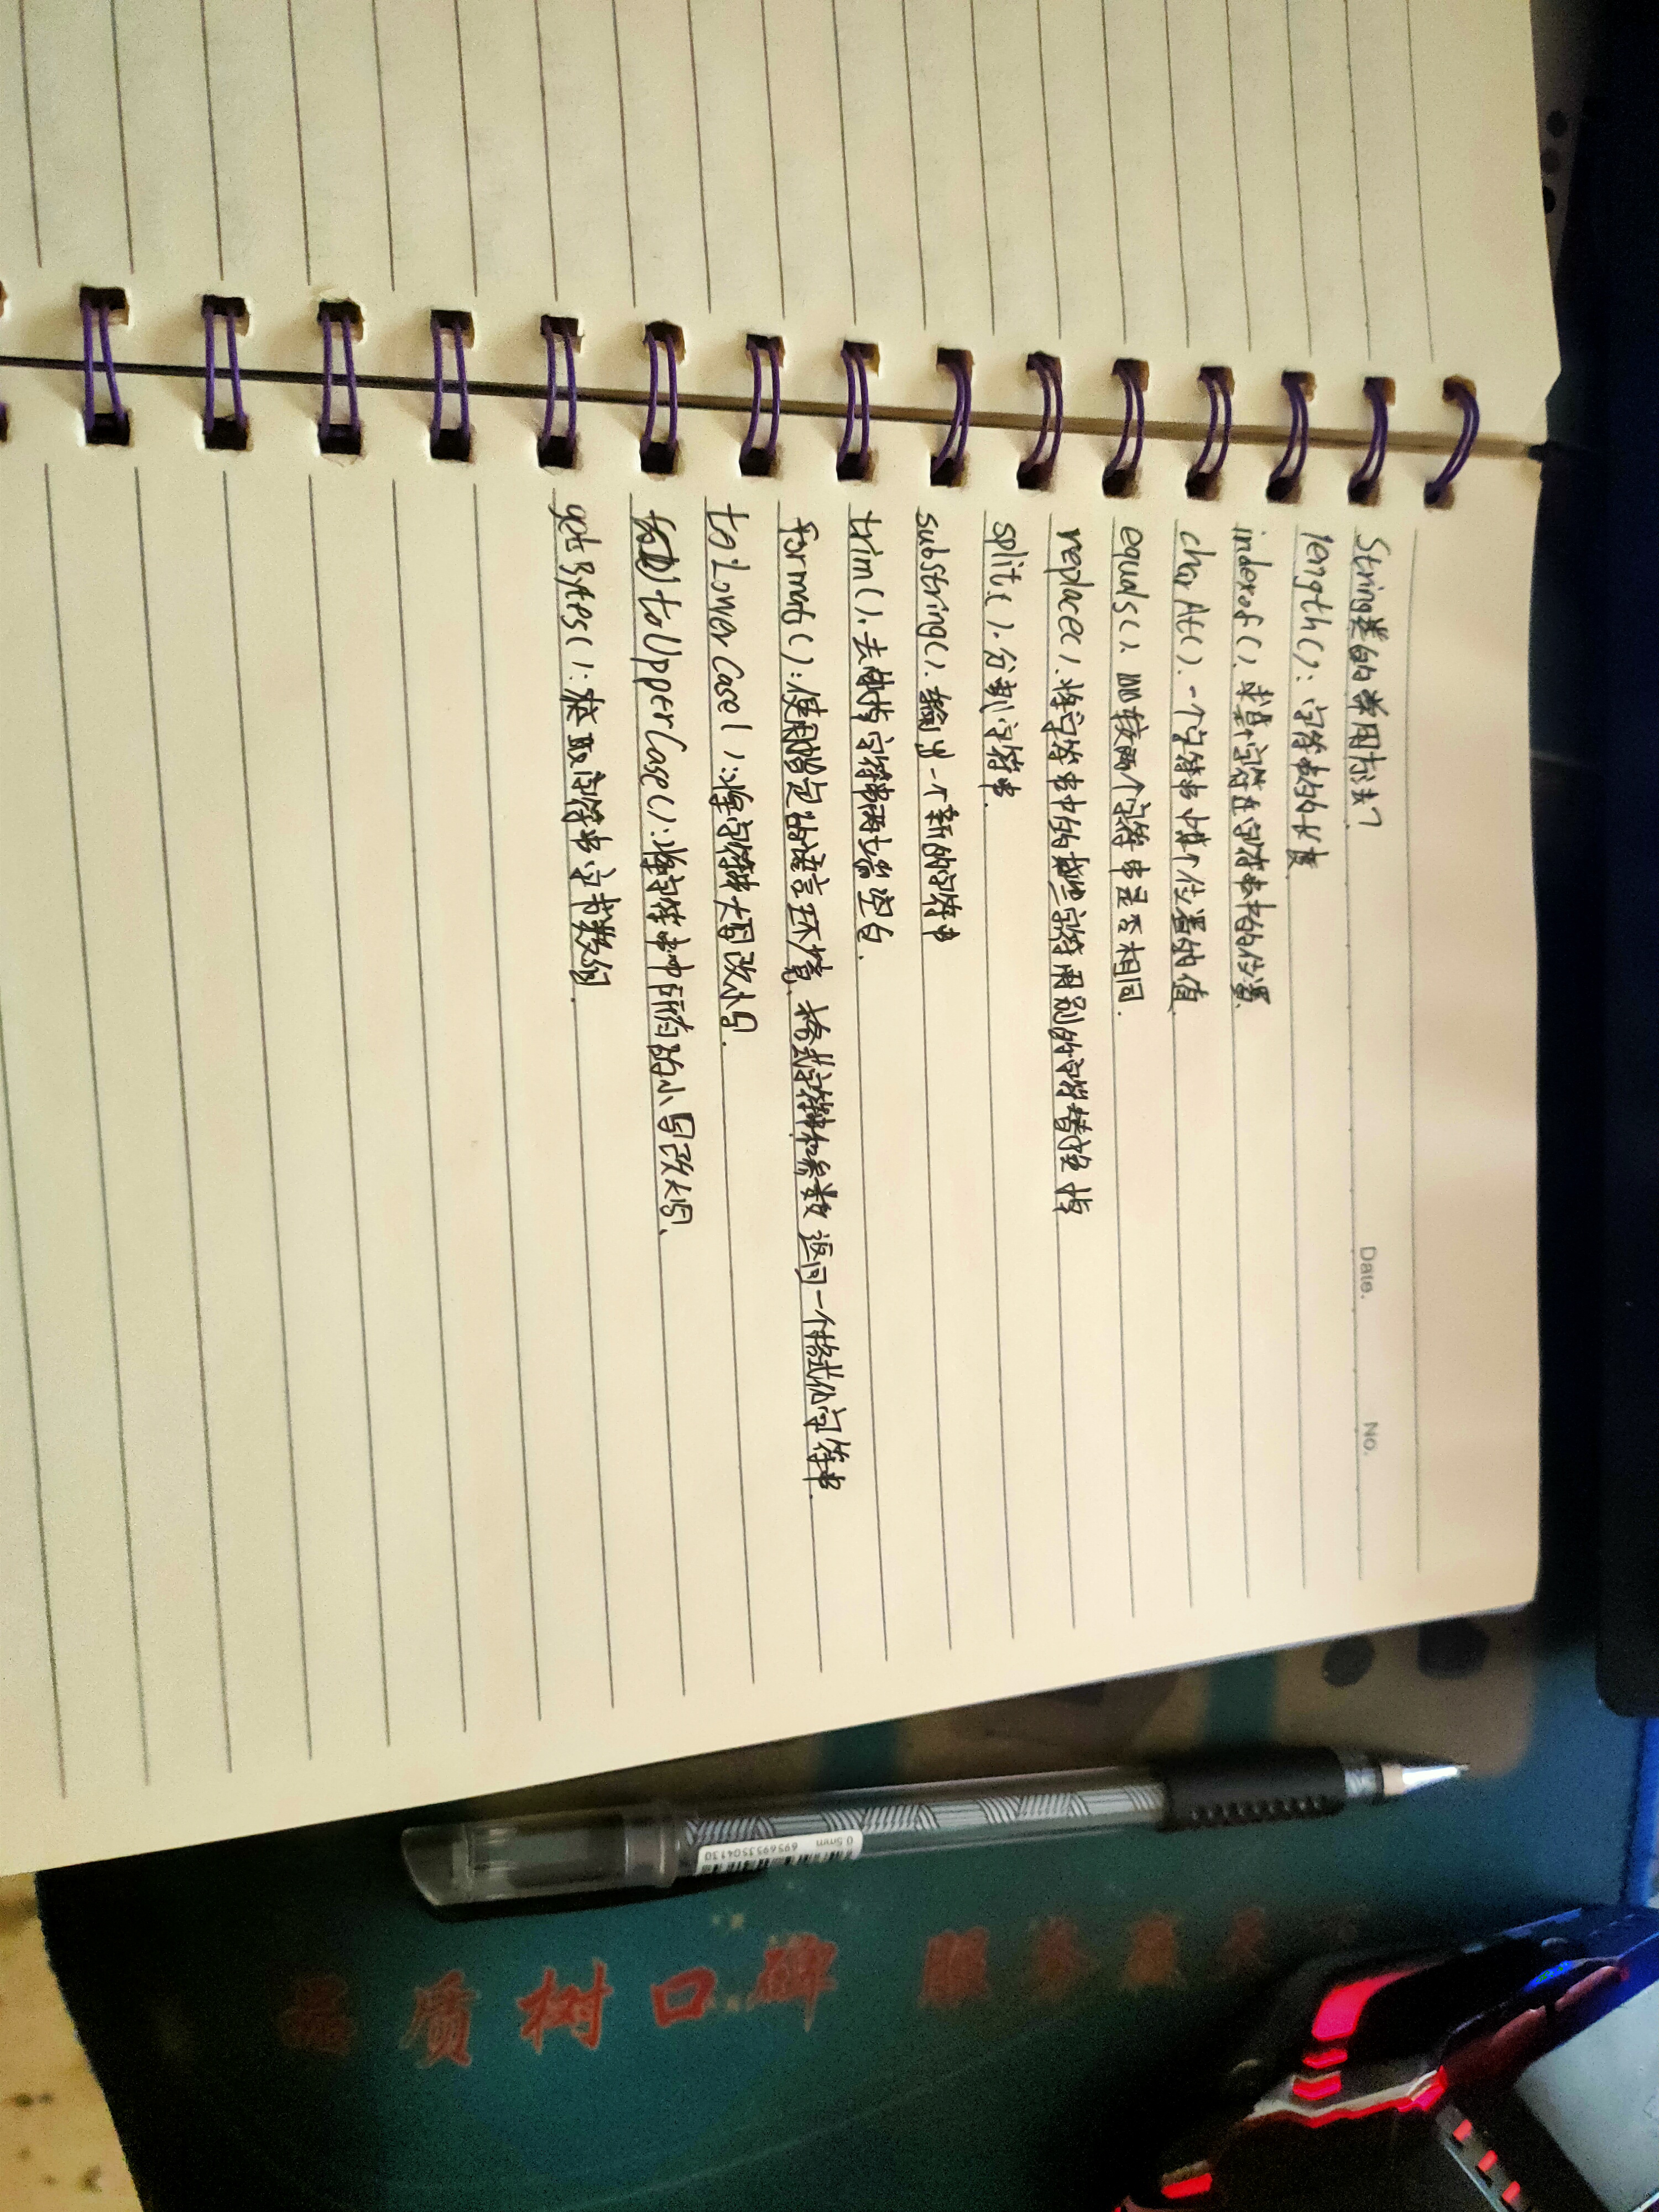 Date.
No.
String类的常用方法?
length(): 字符串的长度
indexof(). 求某个字符在字符串中的位置
charAt(). 一个字符串中某个位置的值
equals(). 比较两个字符串是否相同.
replace(). 将字符串中的某些字符用别的字符替换掉
split(). 分割字符串.
substring(). 输出一个新的字符串
trim(). 去掉字符串两端空白.
format():使用指定的语言环境. 格式字符串和参数返回一个格式化字符串.
toLowerCase():将字符串大写改小写.
toUpperCase():将字符串中所有的小写改大写.
getBytes():获取字符串字节数组.
0.5mm
6956953504130
品质树口碑 服务赢天